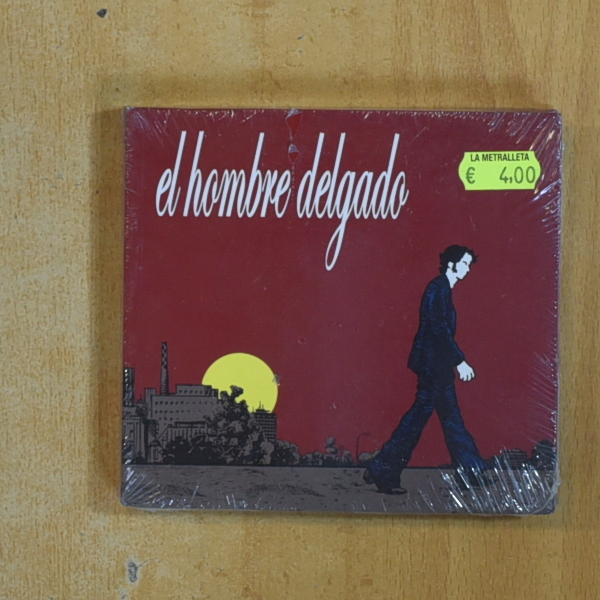 el hombre delgado
LA METRALLETA
€ 4,00